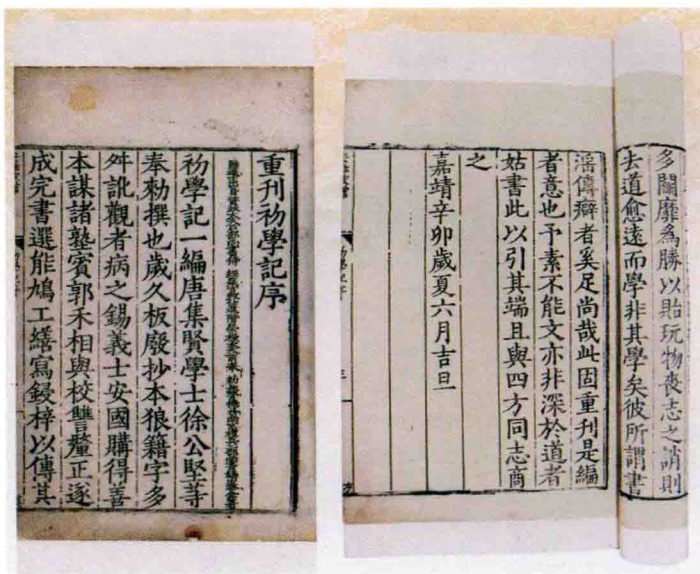 重刊初學記序
初學記一編唐集賢學士徐公堅等
奉勑撰也歲久板廢抄本狼籍字多
舛訛觀者病之錫義士安國購得善
本謀諸塾賓郭禾相與校讐釐正遂
成完書選能鳩工繕寫鋟梓以傳其
多闘靡為勝以貽玩物喪志之誚則
去道愈遠而學非其學矣彼所謂書
淫傳癖者奚足尚哉此固重刊是編
者意也予素不能文亦非深於道者
姑書此以引其端且與四方同志商
之
嘉靖辛卯歲夏六月吉旦